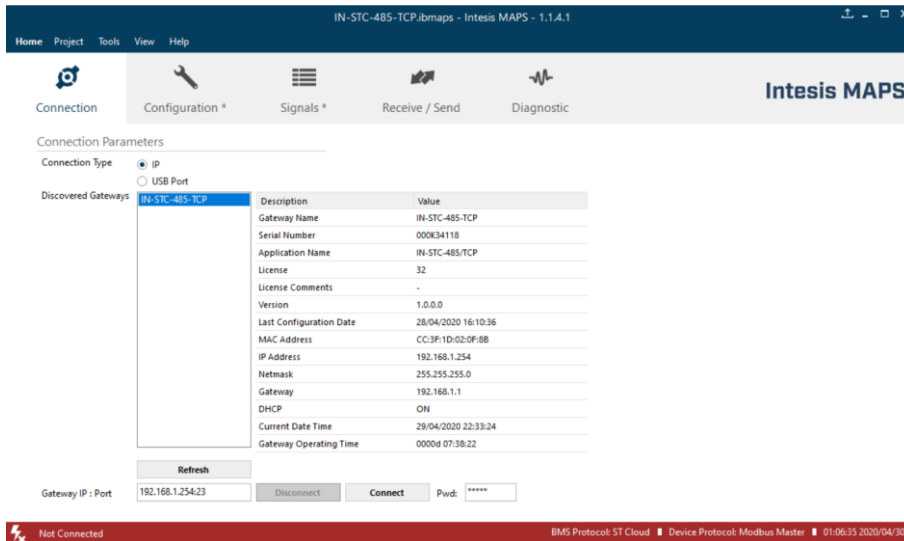 IN-STC-485-TCP.ibmaps - Intesis MAPS - 1.1.4.1
Home Project Tools View Help
Connection Configuration * Signals * Receive / Send Diagnostic
Intesis MAPS
Connection Parameters
Connection Type IP
USB Port
Discovered Gateways IN-STC-485-TCP
Description Value
Gateway Name IN-STC-485-TCP
Serial Number 000K34118
Application Name IN-STC-485/TCP
License 32
License Comments -
Version 1.0.0.0
Last Configuration Date 28/04/2020 16:10:36
MAC Address CC:3F:1D:02:0F:8B
IP Address 192.168.1.254
Netmask 255.255.255.0
Gateway 192.168.1.1
DHCP ON
Current Date Time 29/04/2020 22:33:24
Gateway Operating Time 0000d 07:38:22
Refresh
Gateway IP : Port 192.168.1.254:23 Disconnect Connect Pwd: *****
Not Connected BMS Protocol: ST Cloud Device Protocol: Modbus Master 01:06:35 2020/04/30